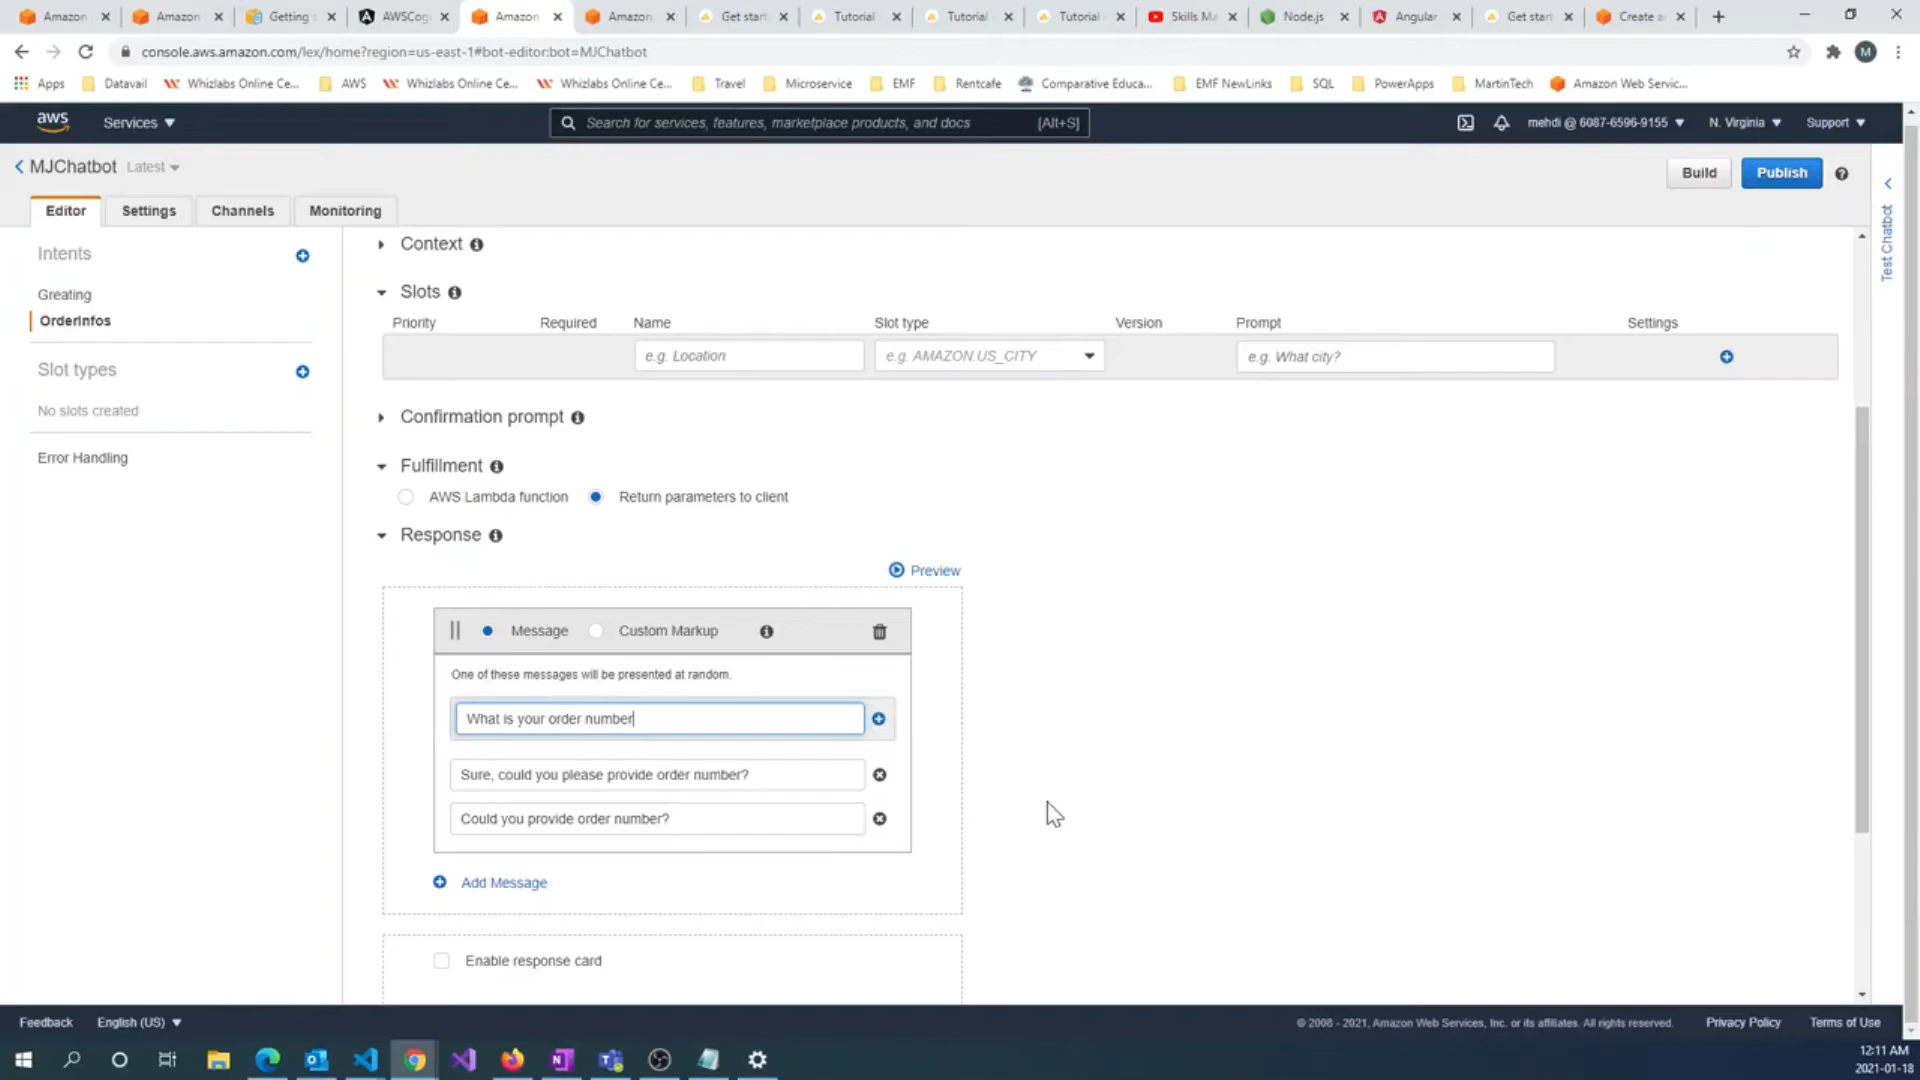 Amazon
Amazon
Getting s
AWSCog
Amazon
Amazon
Get start
Tutorial
Tutorial
Tutorial -
Skills Ma
Node.js
Angular
Get start
Create a
console.aws.amazon.com/lex/home?region=us-east-1#bot-editor:bot=MJChatbot
M
Apps
Datavail
Whizlabs Online Ce...
AWS
Whizlabs Online Ce...
Whizlabs Online Ce...
Travel
Microservice
EMF
Rentcafe
Comparative Educa...
EMF NewLinks
SQL
PowerApps
MartinTech
Amazon Web Servic...
aws
Services
Search for services, features, marketplace products, and docs
[Alt+S]
mehdi @ 6087-6596-9155
N. Virginia
Support
MJChatbot Latest
Build
Publish
Editor
Settings
Channels
Monitoring
Test Chatbot
Intents
Greating
OrderInfos
Slot types
No slots created
Error Handling
Context
Slots
Priority
Required
Name
Slot type
Version
Prompt
Settings
e.g. Location
e.g. AMAZON.US_CITY
e.g. What city?
Confirmation prompt
Fulfillment
AWS Lambda function
Return parameters to client
Response
Preview
Message
Custom Markup
One of these messages will be presented at random.
What is your order number
Sure, could you please provide order number?
Could you provide order number?
Add Message
Enable response card
Feedback
English (US)
© 2008 - 2021, Amazon Web Services, Inc. or its affiliates. All rights reserved.
Privacy Policy
Terms of Use
12:11 AM
2021-01-18